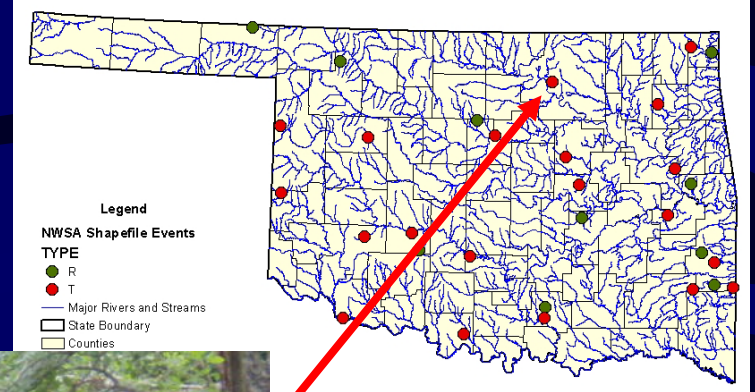 Legend
NWSA Shapefile Events
TYPE
R
T
Major Rivers and Streams
State Boundary
Counties